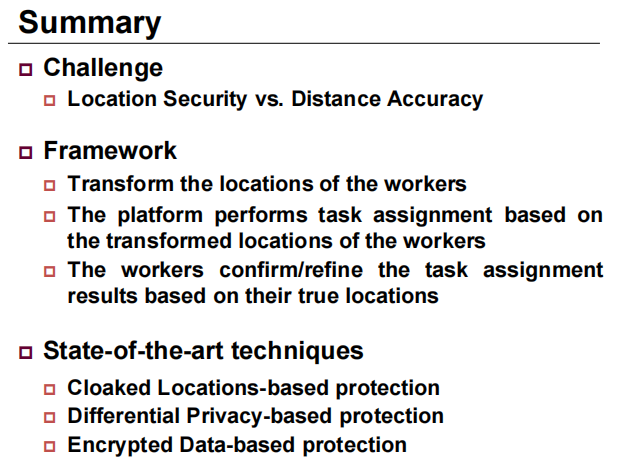 Summary
Challenge
Location Security vs. Distance Accuracy
Framework
Transform the locations of the workers
The platform performs task assignment based on
the transformed locations of the workers
The workers confirm/refine the task assignment
results based on their true locations
State-of-the-art techniques
Cloaked Locations-based protection
Differential Privacy-based protection
Encrypted Data-based protection